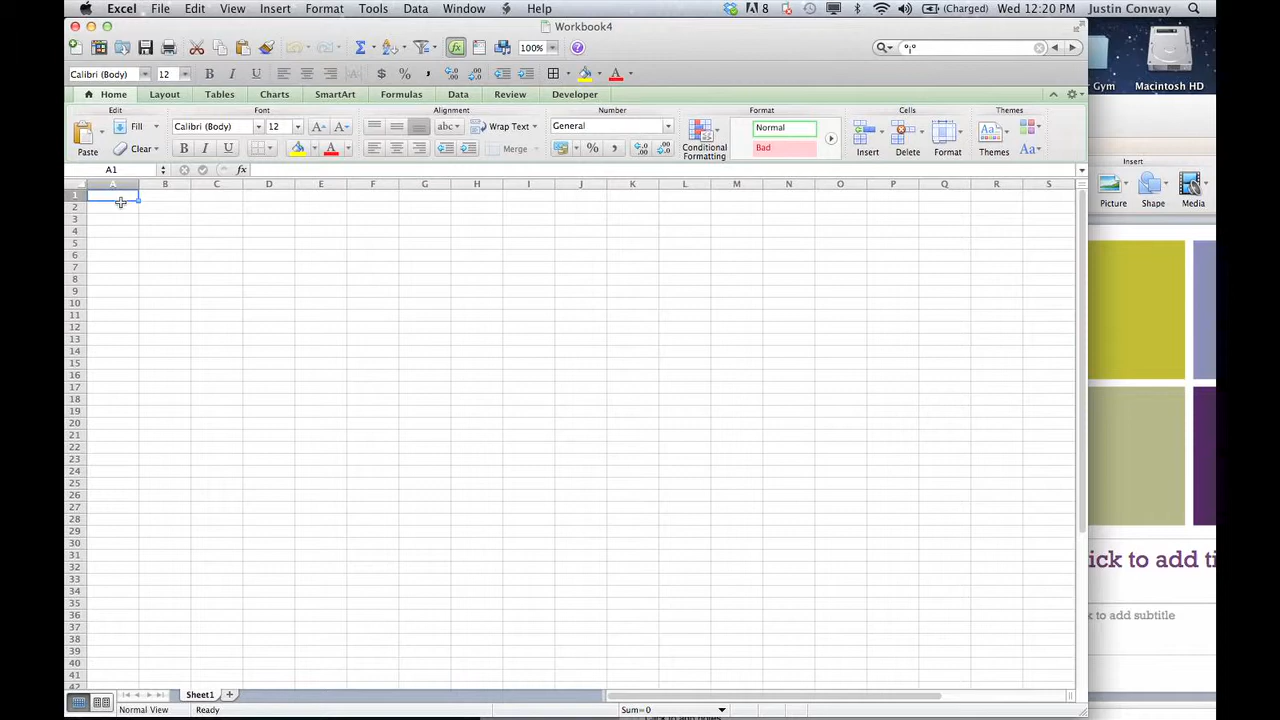 Excel File Edit View Insert Format Tools Data Window Help 8 (Charged) Wed 12:20 PM Justin Conway
Workbook4
100%
Calibri (Body) 12 B I U $ %
Home Layout Tables Charts SmartArt Formulas Data Review Developer
Edit Font Alignment Number Format Cells Themes
Fill Calibri (Body) 12 abc Wrap Text General Normal
Paste Clear B I U Merge % Conditional Formatting Bad Insert Delete Format Themes Aa
A1 fx
A B C D E F G H I J K L M N O P Q R S
1
2
3
4
5
6
7
8
9
10
11
12
13
14
15
16
17
18
19
20
21
22
23
24
25
26
27
28
29
30
31
32
33
34
35
36
37
38
39
40
41
42
Sheet1
Normal View Ready Sum=0
Gym Macintosh HD
Insert
Picture Shape Media
ick to add ti
k to add subtitle